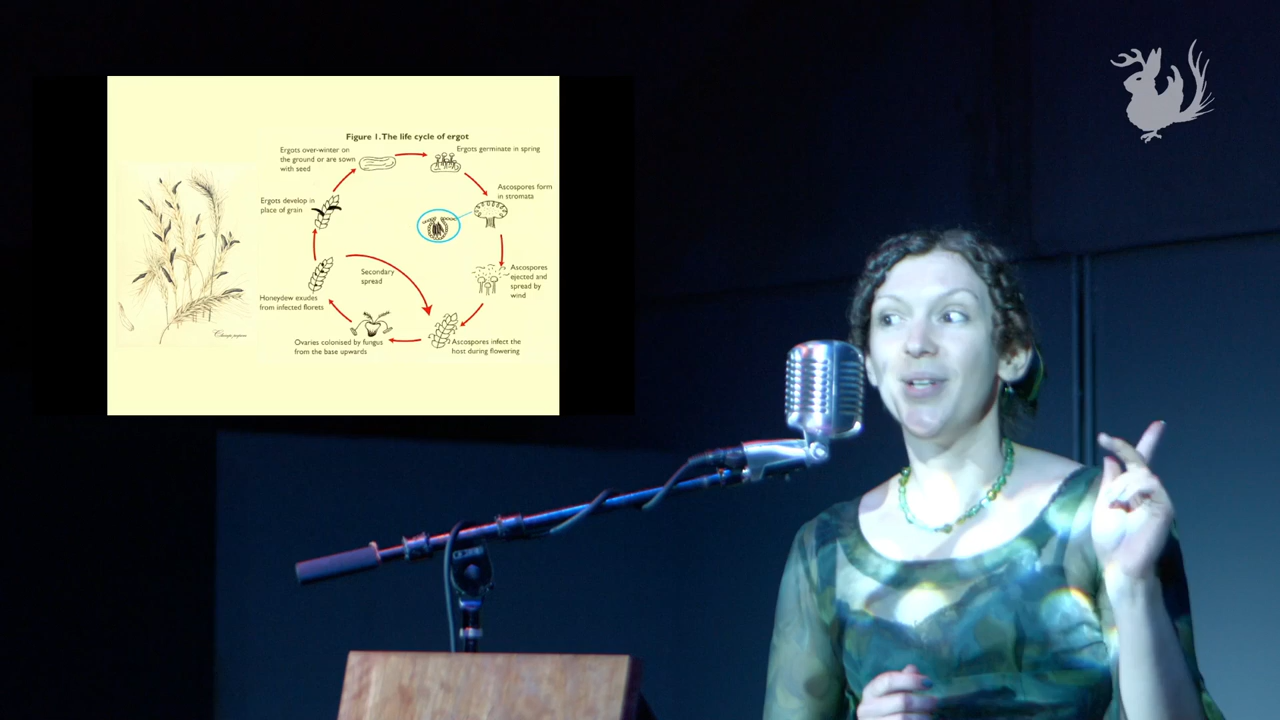 Figure 1. The life cycle of ergot
Ergots over-winter on
the ground or are sown
with seed
Ergots germinate in spring
Ascospores form
in stromata
Ascospores
ejected and
spread by
wind
Ascospores infect the
host during flowering
Ovaries colonised by fungus
from the base upwards
Honeydew exudes
from infected florets
Secondary
spread
Ergots develop in
place of grain